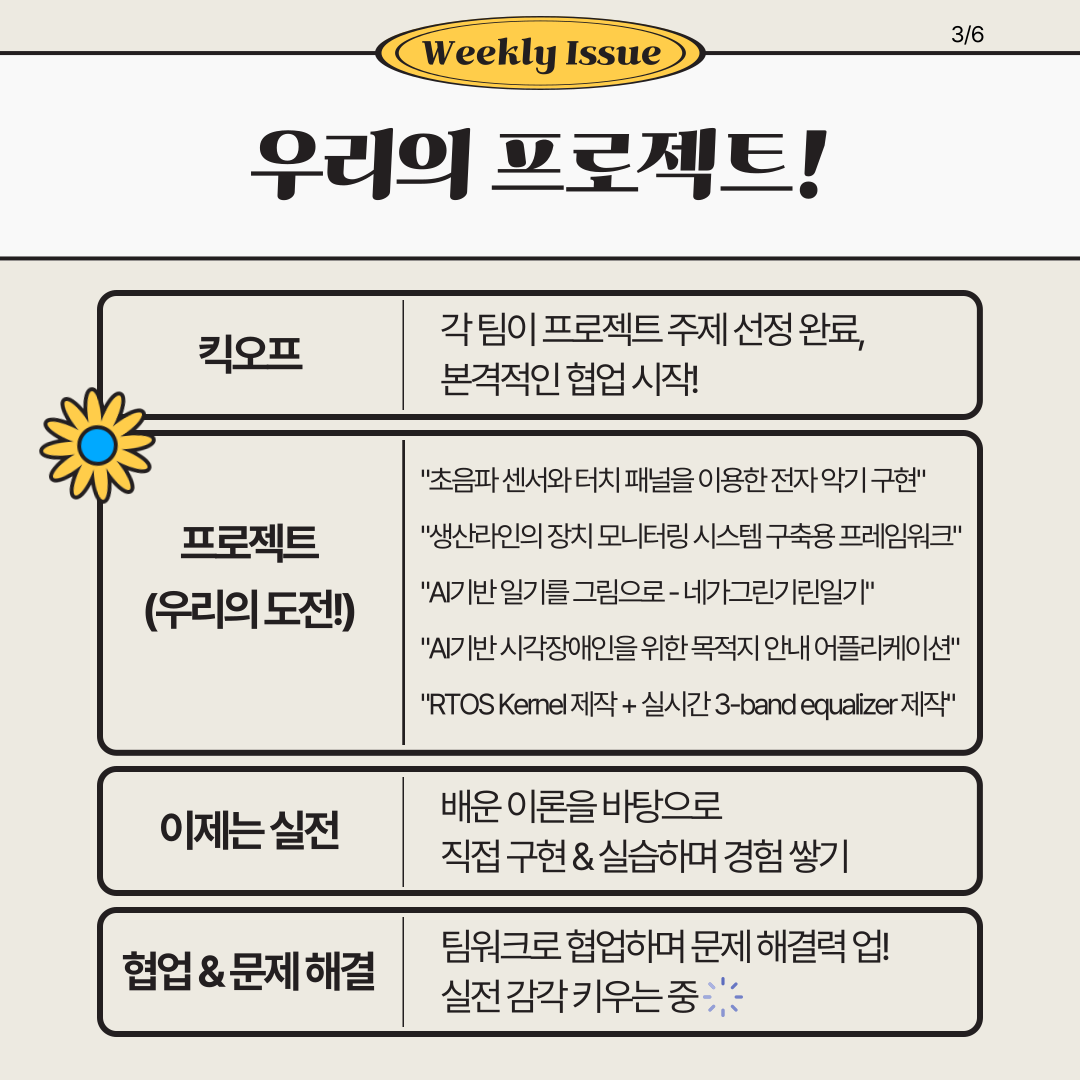 Weekly Issue
3/6
우리의 프로젝트!
킥오프
각 팀이 프로젝트 주제 선정 완료,
본격적인 협업 시작!
프로젝트
(우리의 도전!)
"초음파 센서와 터치 패널을 이용한 전자 악기 구현"
"생산라인의 장치 모니터링 시스템 구축용 프레임워크"
"AI기반 일기를 그림으로 - 네가그린기린일기"
"AI기반 시각장애인을 위한 목적지 안내 어플리케이션"
"RTOS Kernel 제작 + 실시간 3-band equalizer 제작"
이제는 실전
배운 이론을 바탕으로
직접 구현 & 실습하며 경험 쌓기
협업 & 문제 해결
팀워크로 협업하며 문제 해결력 업!
실전 감각 키우는 중